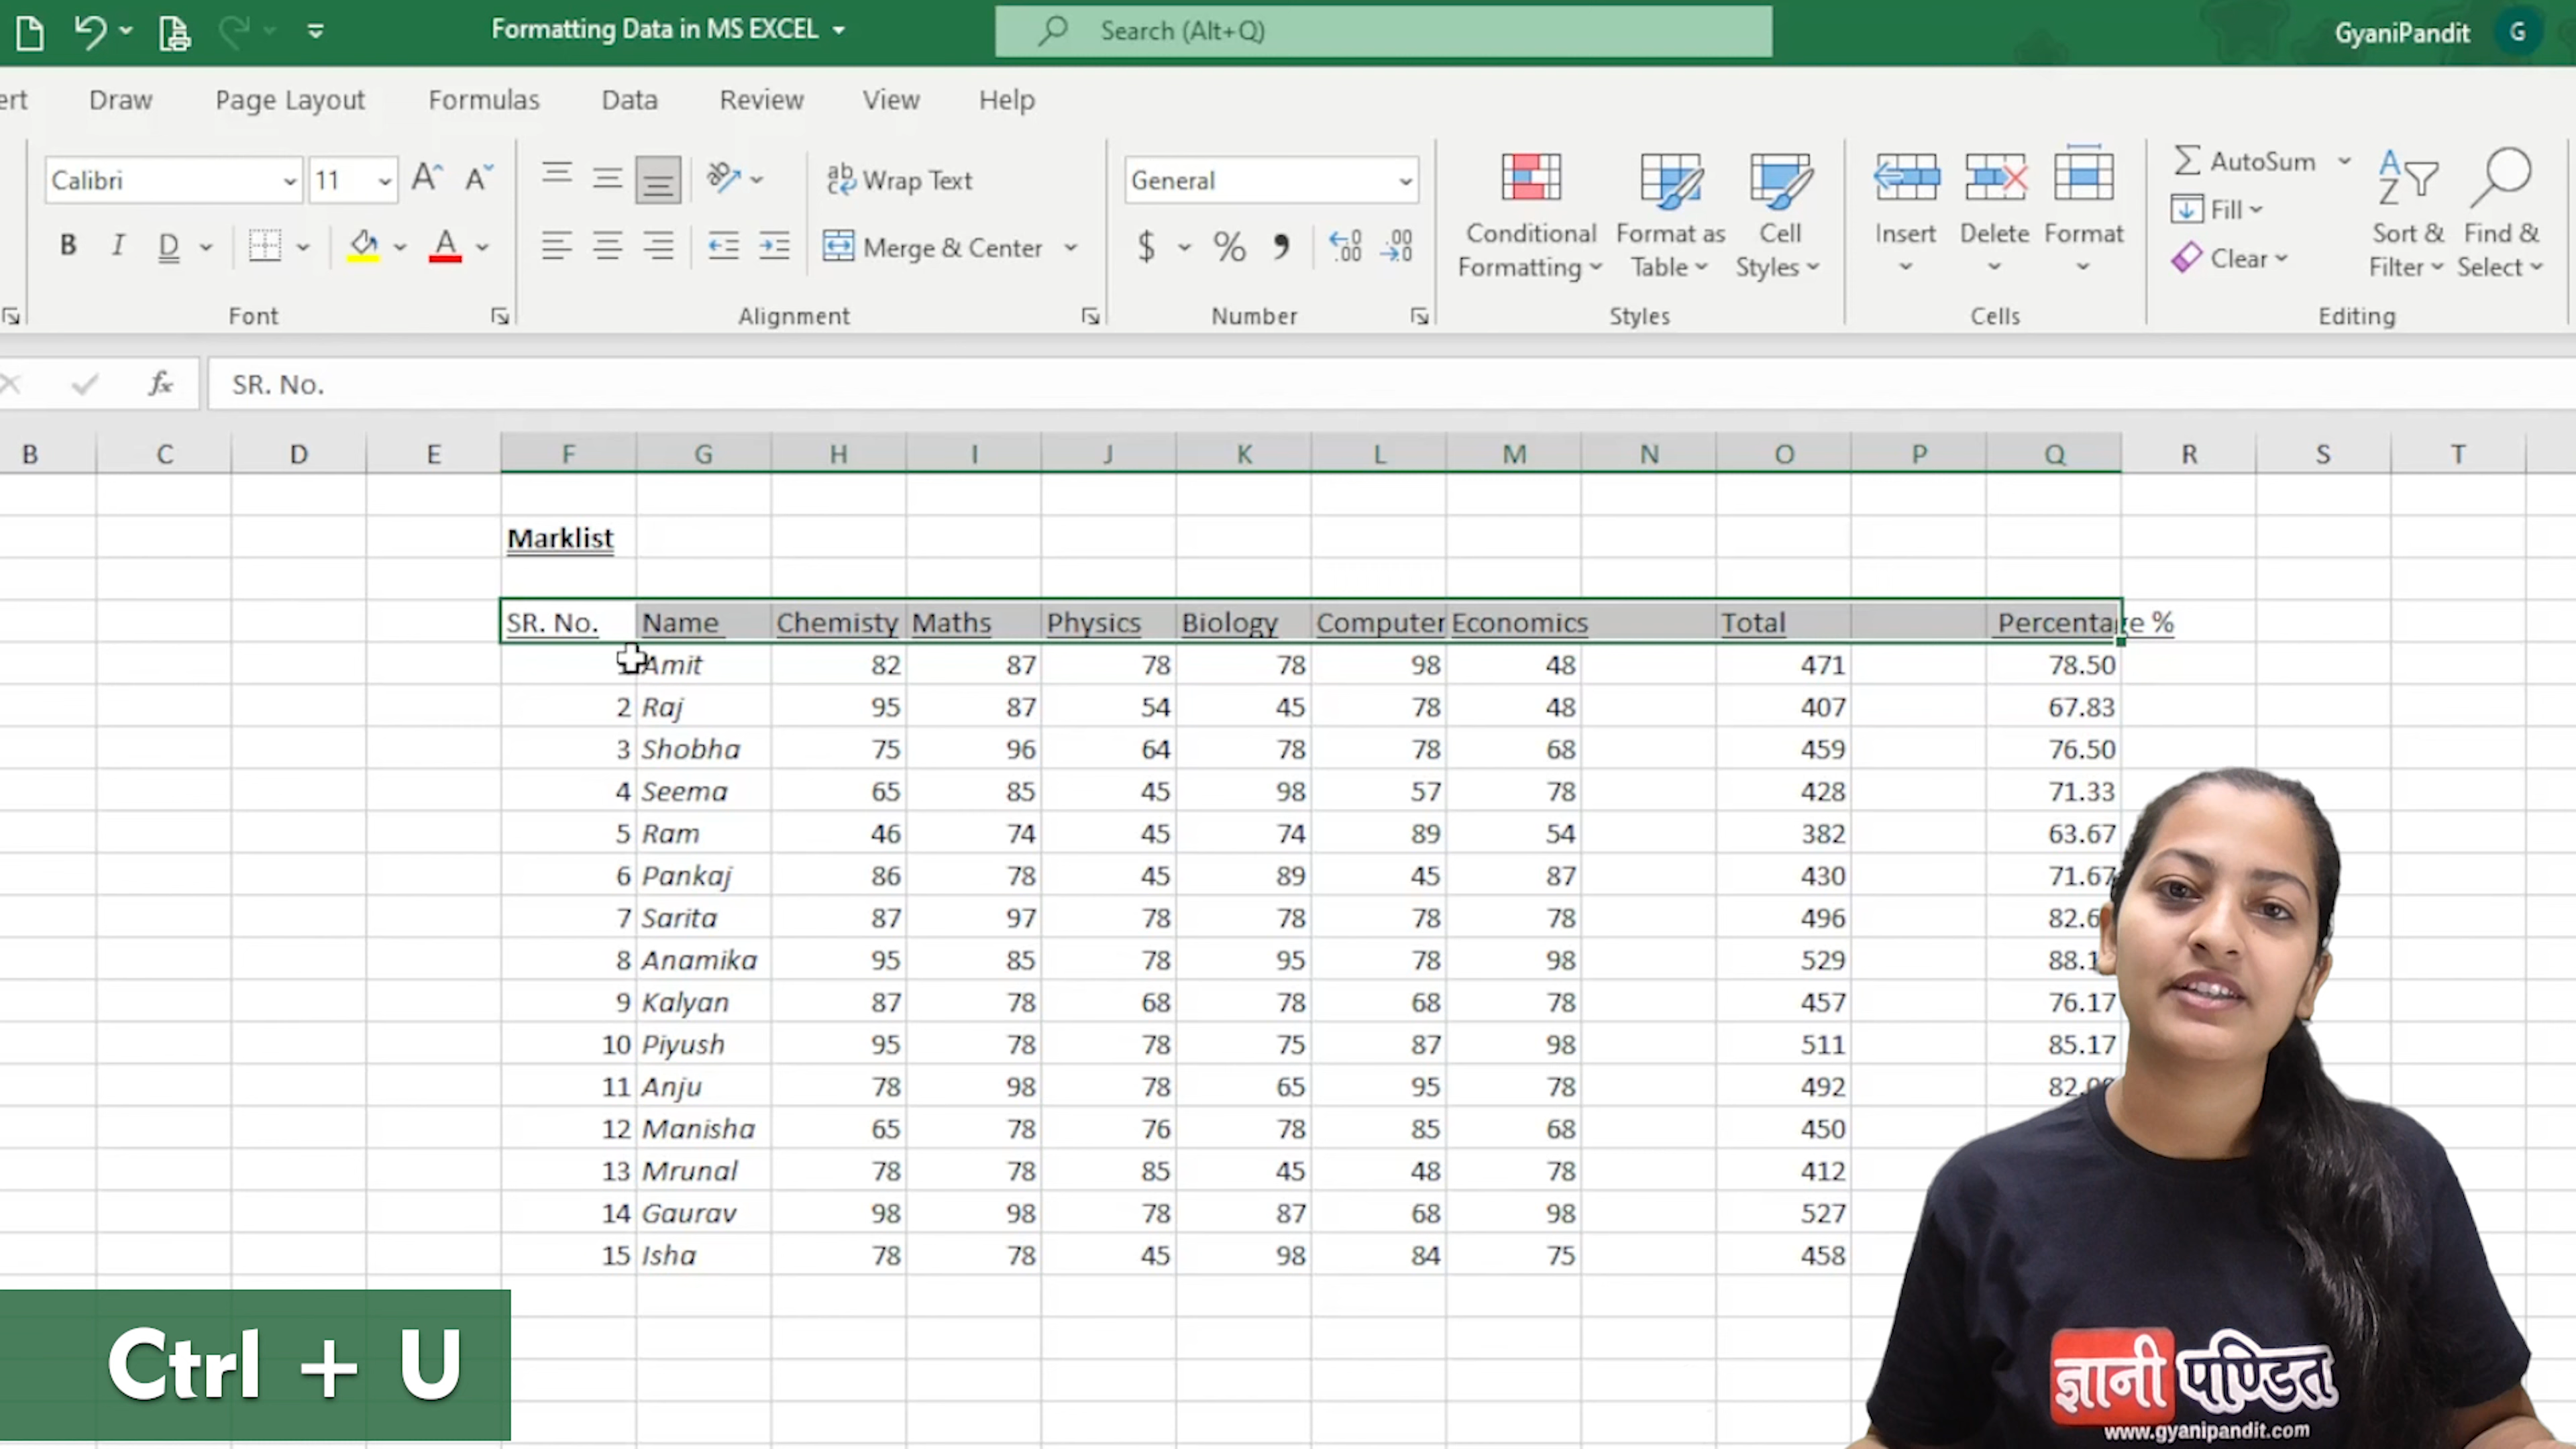 Formatting Data in MS EXCEL
Search (Alt+Q)
GyaniPandit G
ert Draw Page Layout Formulas Data Review View Help
Calibri 11 Wrap Text General Conditional Formatting Format as Table Cell Styles Insert Delete Format AutoSum Fill Clear Sort & Filter Find & Select
B I D Merge & Center $ %
Font Alignment Number Styles Cells Editing
fx SR. No.
B C D E F G H I J K L M N O P Q R S T
Marklist
SR. No. Name Chemisty Maths Physics Biology Computer Economics Total Percentage %
Amit 82 87 78 78 98 48 471 78.50
2 Raj 95 87 54 45 78 48 407 67.83
3 Shobha 75 96 64 78 78 68 459 76.50
4 Seema 65 85 45 98 57 78 428 71.33
5 Ram 46 74 45 74 89 54 382 63.67
6 Pankaj 86 78 45 89 45 87 430 71.67
7 Sarita 87 97 78 78 78 78 496 82.6
8 Anamika 95 85 78 95 78 98 529 88.1
9 Kalyan 87 78 68 78 68 78 457 76.17
10 Piyush 95 78 78 75 87 98 511 85.17
11 Anju 78 98 78 65 95 78 492
12 Manisha 65 78 76 78 85 68 450
13 Mrunal 78 78 85 45 48 78 412
14 Gaurav 98 98 78 87 68 98 527
15 Isha 78 78 45 98 84 75 458
Ctrl + U
ज्ञानी पण्डित
www.gyanipandit.com